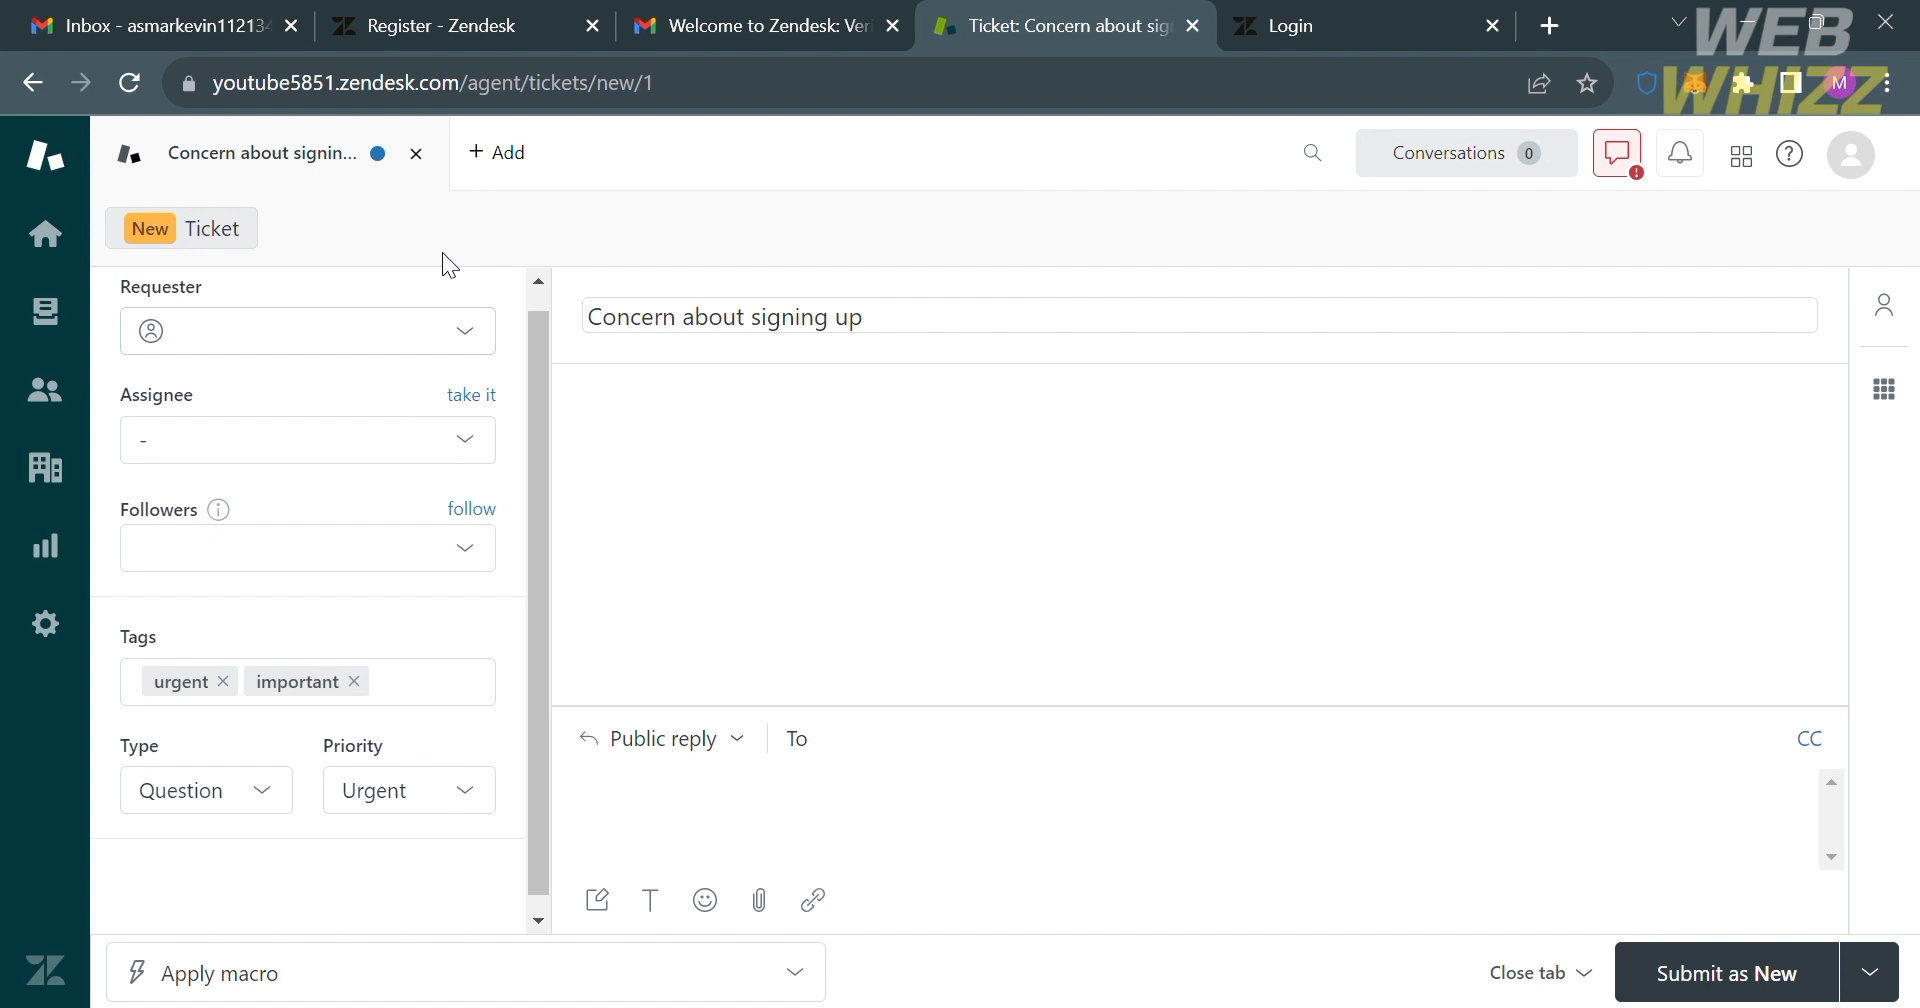 Inbox - asmarkevin112134
Register - Zendesk
Welcome to Zendesk: Veri
Ticket: Concern about sig
Login
WEB
WHIZZ
youtube5851.zendesk.com/agent/tickets/new/1
M
Concern about signin...
+ Add
Conversations 0
New Ticket
Requester
Concern about signing up
Assignee
take it
-
Followers
follow
Tags
urgent
important
Type
Priority
Question
Urgent
Public reply
To
CC
Apply macro
Close tab
Submit as New